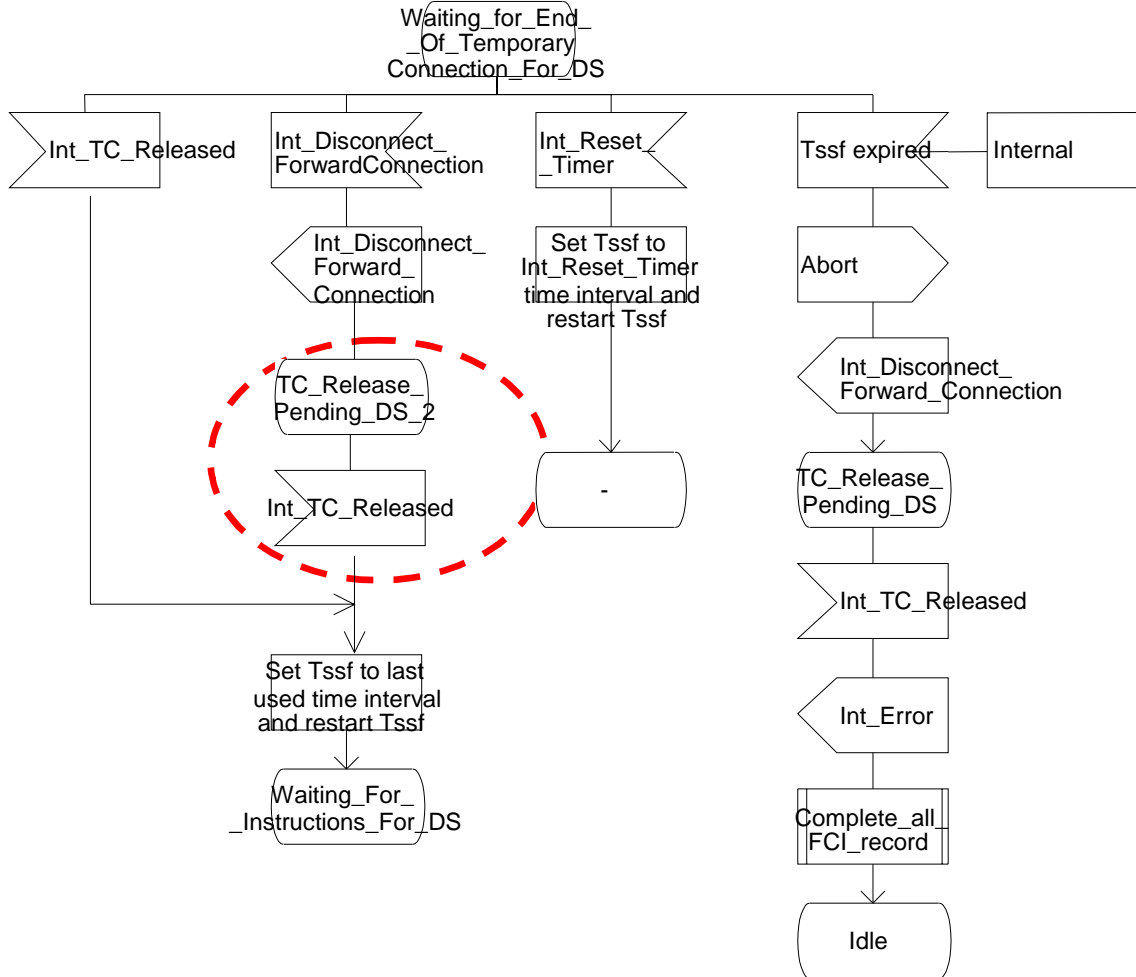 Waiting_for_End_
_Of_Temporary
Connection_For_DS
Int_TC_Released
Int_Disconnect_
ForwardConnection
Int_Reset_
_Timer
Tssf expired
Internal
Int_Disconnect_
Forward_
Connection
Set Tssf to
Int_Reset_Timer
time interval and
restart Tssf
Abort
TC_Release_
Pending_DS_2
Int_Disconnect_
Forward_Connection
Int_TC_Released
-
TC_Release_
Pending_DS
Int_TC_Released
Set Tssf to last
used time interval
and restart Tssf
Int_Error
Waiting_For_
_Instructions_For_DS
Complete_all_
FCI_record
Idle